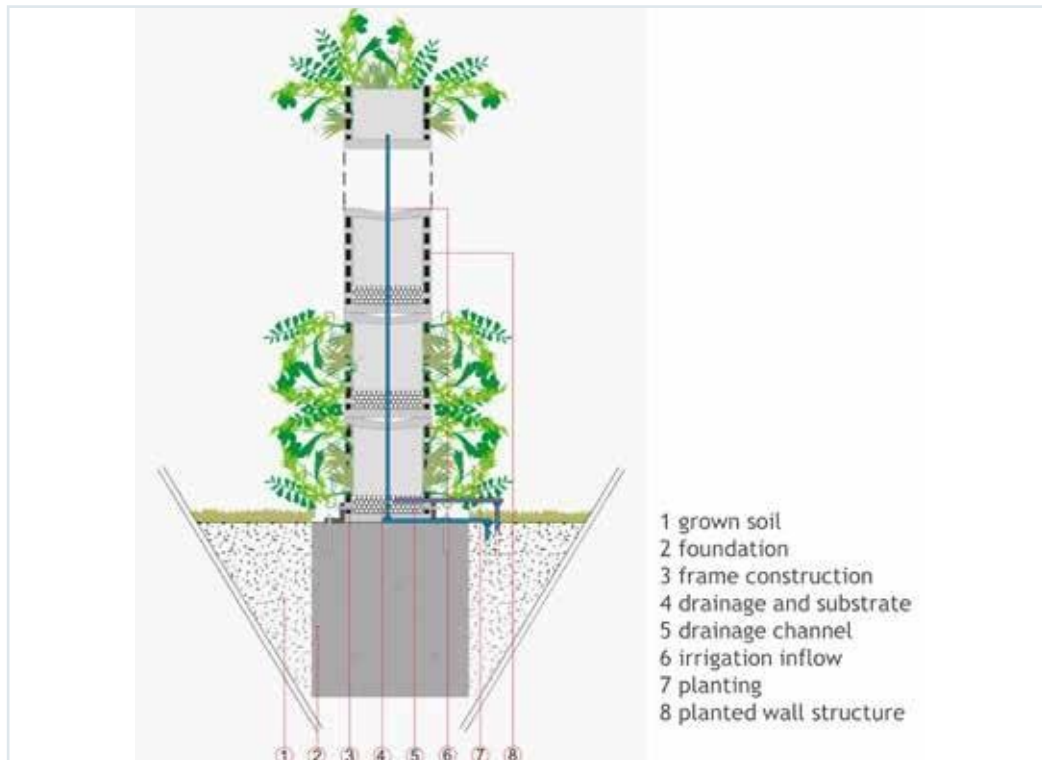 1 grown soil
2 foundation
3 frame construction
4 drainage and substrate
5 drainage channel
6 irrigation inflow
7 planting
8 planted wall structure
1 2 3 4 5 6 7 8